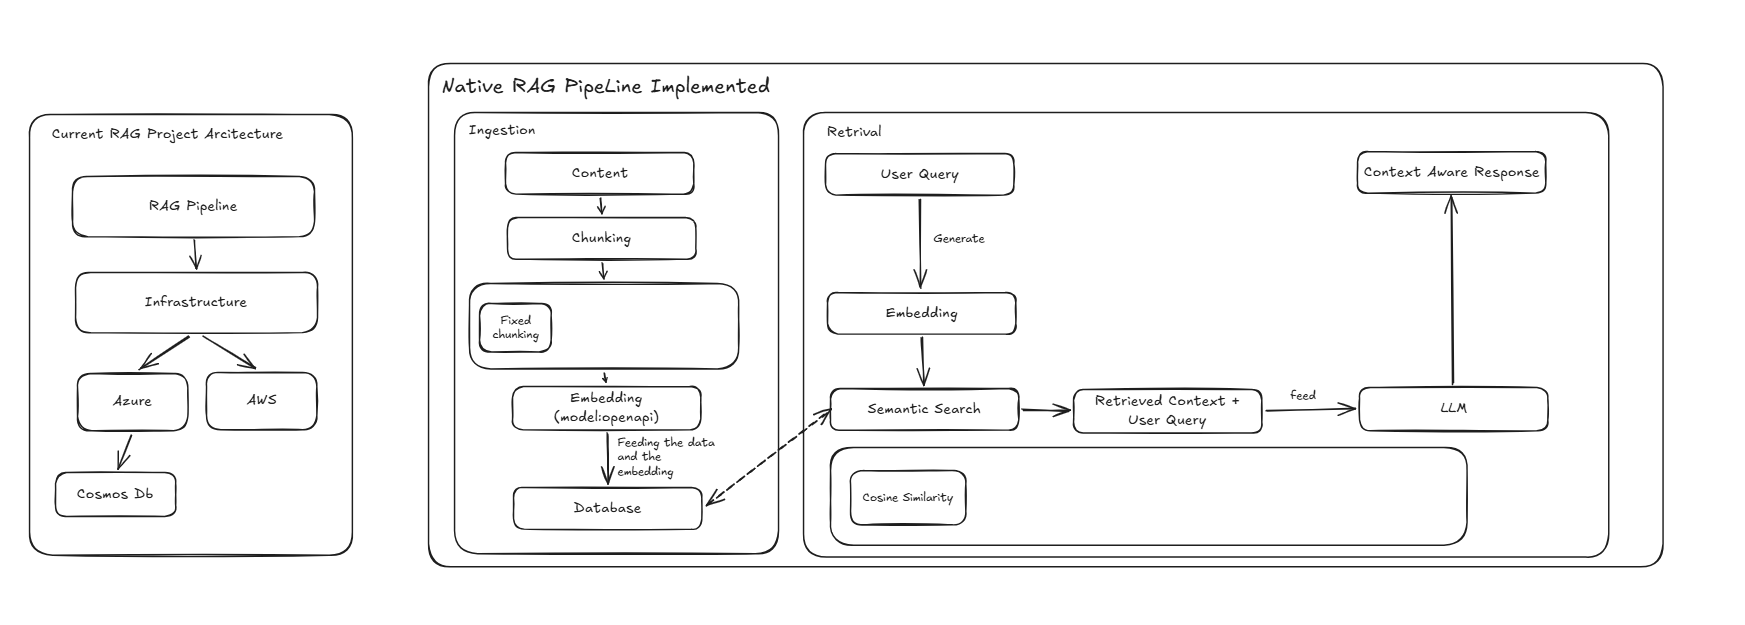 Current RAG Project Arcitecture
RAG Pipeline
Infrastructure
Azure
AWS
Cosmos Db
Native RAG PipeLine Implemented
Ingestion
Content
Chunking
Fixed
chunking
Embedding
(model:openapi)
Feeding the data
and the
embedding
Database
Retrival
User Query
Generate
Embedding
Semantic Search
Retrieved Context +
User Query
feed
LLM
Context Aware Response
Cosine Similarity